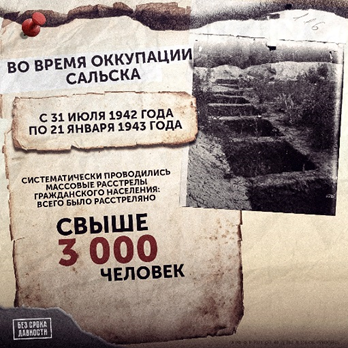 116
ВО ВРЕМЯ ОККУПАЦИИ
САЛЬСКА
С 31 ИЮЛЯ 1942 ГОДА
ПО 21 ЯНВАРЯ 1943 ГОДА
СИСТЕМАТИЧЕСКИ ПРОВОДИЛИСЬ
МАССОВЫЕ РАССТРЕЛЫ
ГРАЖДАНСКОГО НАСЕЛЕНИЯ:
ВСЕГО БЫЛО РАССТРЕЛЯНО
СВЫШЕ
3 000
ЧЕЛОВЕК
БЕЗ СРОКА
ДАВНОСТИ